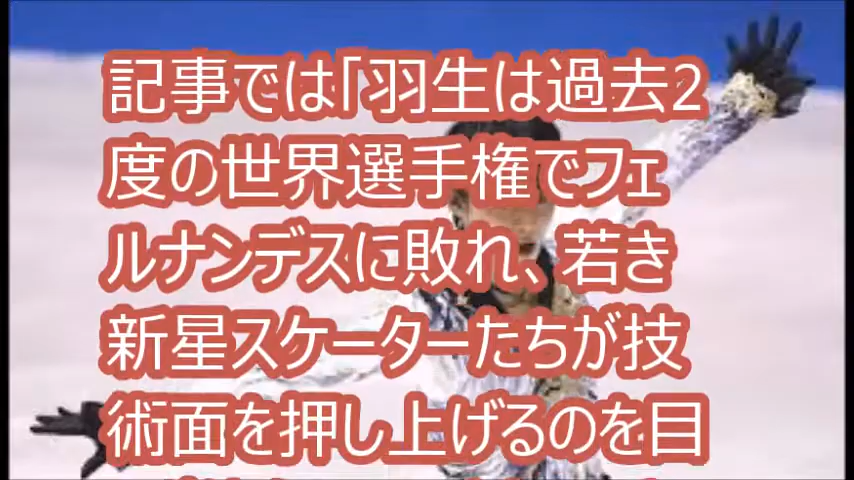 記事では「羽生は過去2
度の世界選手権でフェ
ルナンデスに敗れ、若き
新星スケーターたちが技
術面を押し上げるのを目